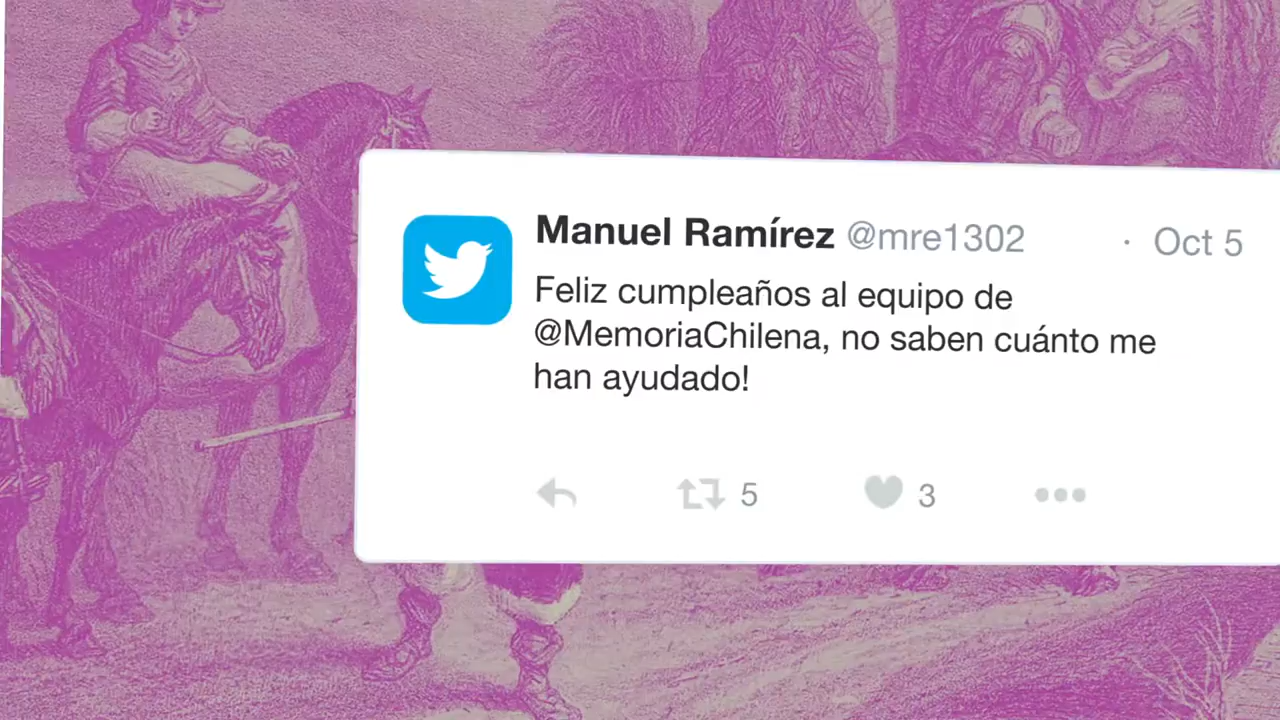 Manuel Ramírez @mre1302 · Oct 5
Feliz cumpleaños al equipo de
@MemoriaChilena, no saben cuánto me
han ayudado!
5 3